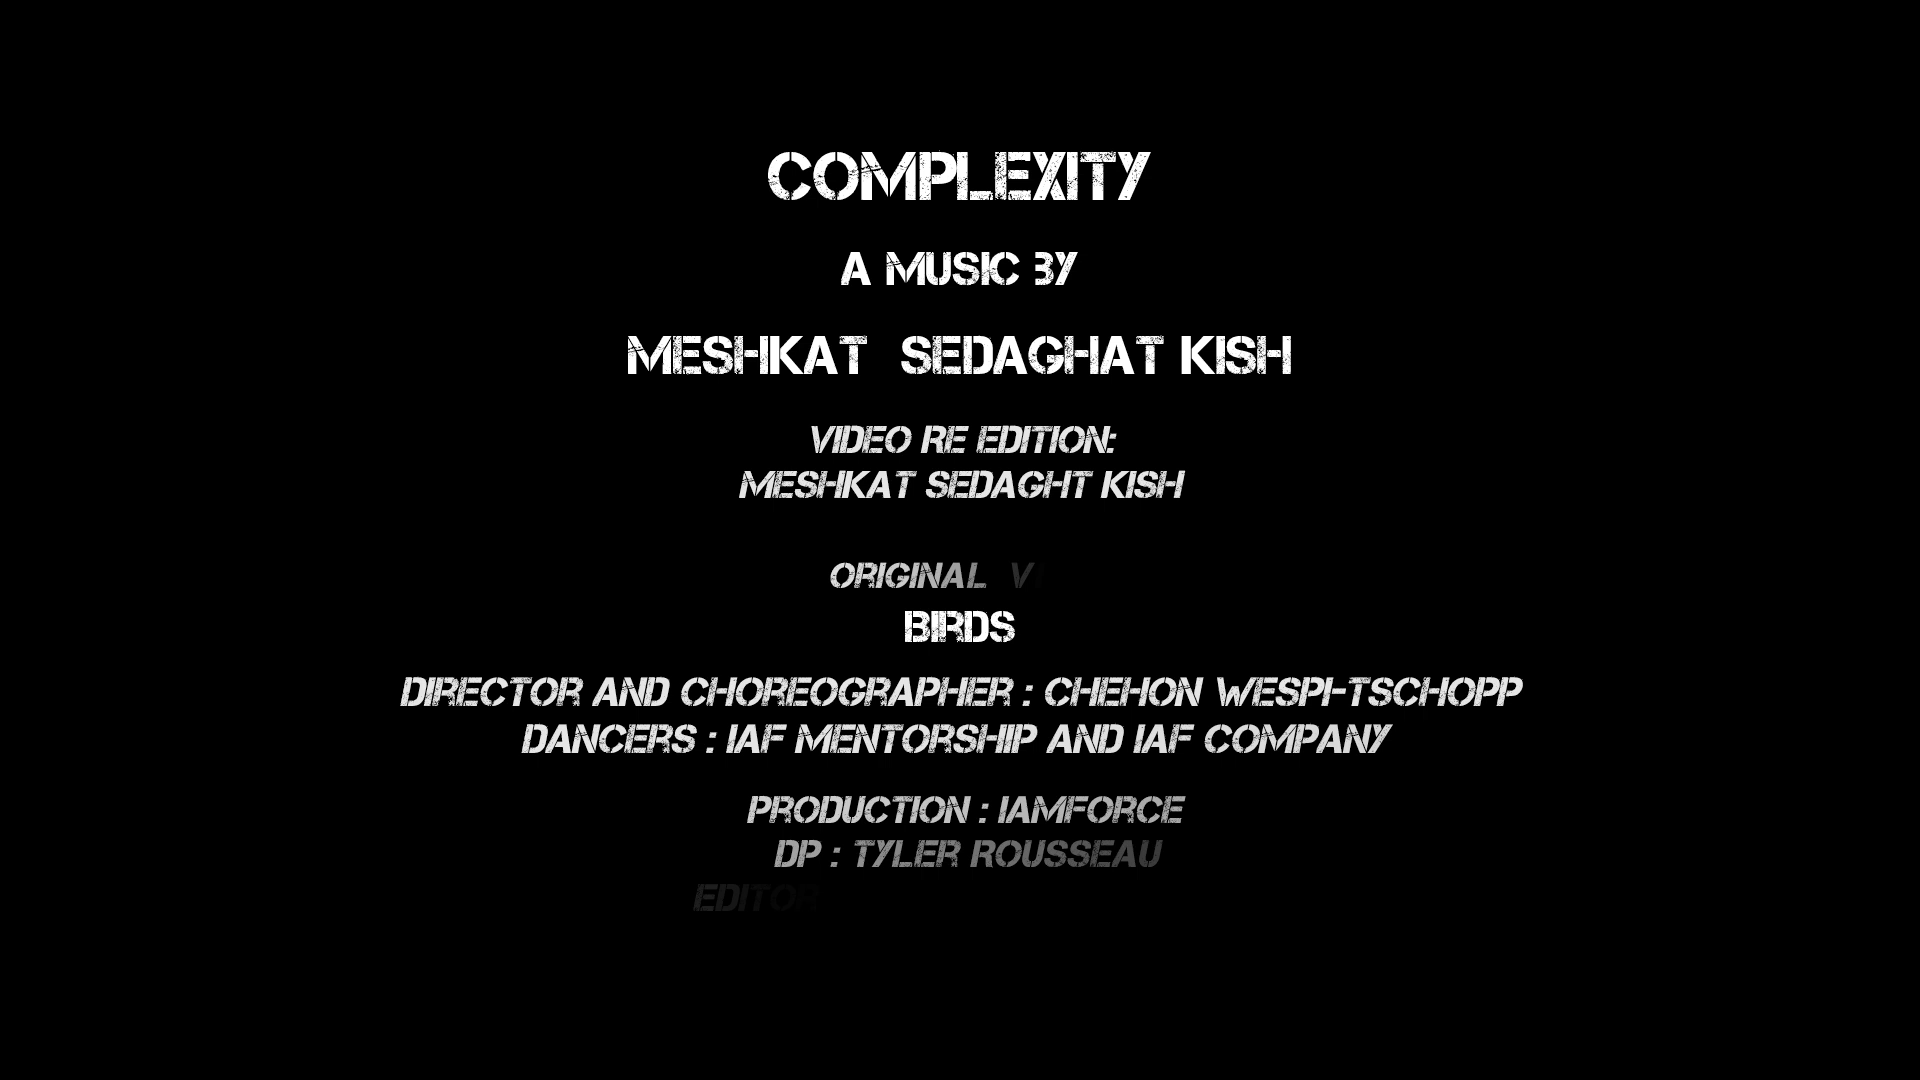 COMPLEXITY
A MUSIC BY
MESHKAT SEDAGHAT KISH
VIDEO RE EDITION:
MESHKAT SEDAGHT KISH
ORIGINAL
BIRDS
DIRECTOR AND CHOREOGRAPHER : CHEHON WESPI-TSCHOPP
DANCERS : IAF MENTORSHIP AND IAF COMPANY
PRODUCTION : IAMFORCE
DP : TYLER ROUSSEAU
EDITOR